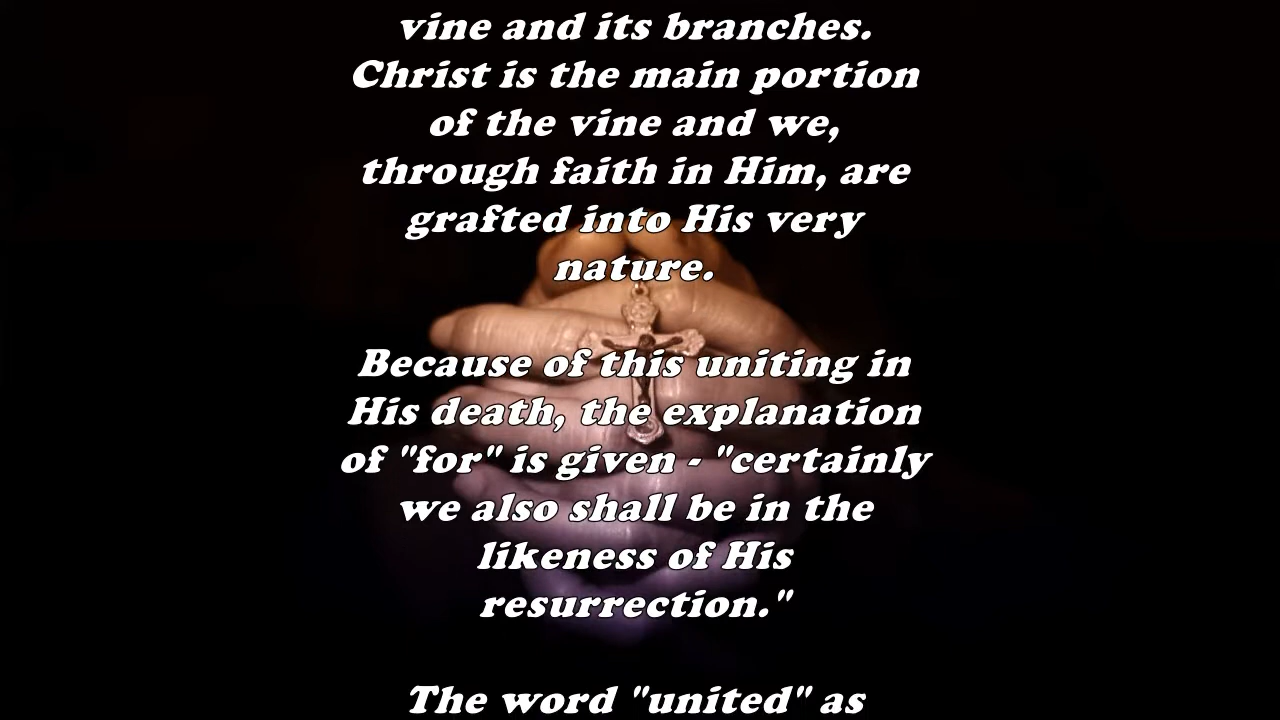 vine and its branches.
Christ is the main portion
of the vine and we,
through faith in Him, are
grafted into His very
nature.
Because of this uniting in
His death, the explanation
of "for" is given - "certainly
we also shall be in the
likeness of His
resurrection."
The word "united" as